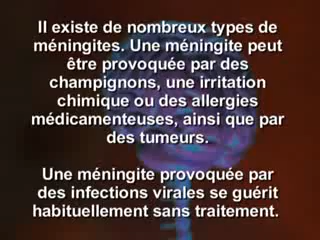 Il existe de nombreux types de
méningites. Une méningite peut
être provoquée par des
champignons, une irritation
chimique ou des allergies
médicamenteuses, ainsi que par
des tumeurs.
Une méningite provoquée par
des infections virales se guérit
habituellement sans traitement.